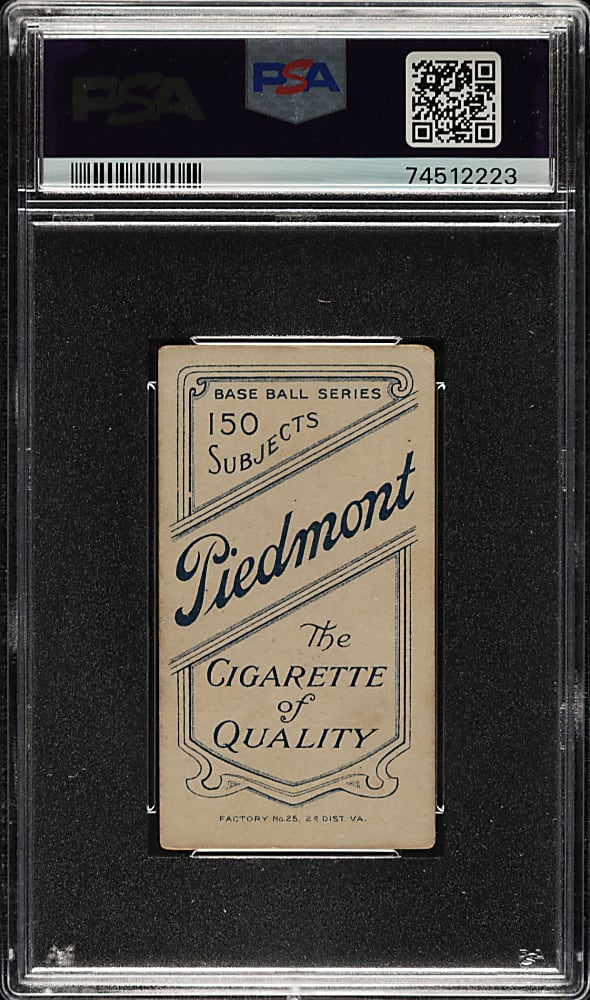 PSA
PSA
74512223
BASE BALL SERIES
150
SUBJECTS
Piedmont
The
CIGARETTE
of
QUALITY
FACTORY No. 25, 2d DIST. VA.